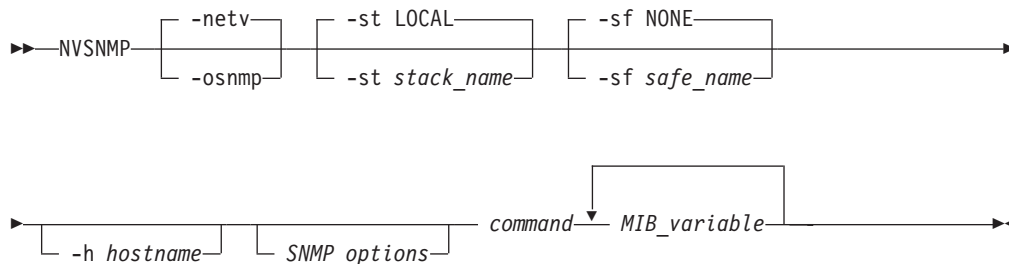 -netv -st LOCAL -sf NONE
NVSNMP
-osnmp -st stack_name -sf safe_name
command MIB_variable
-h hostname SNMP options